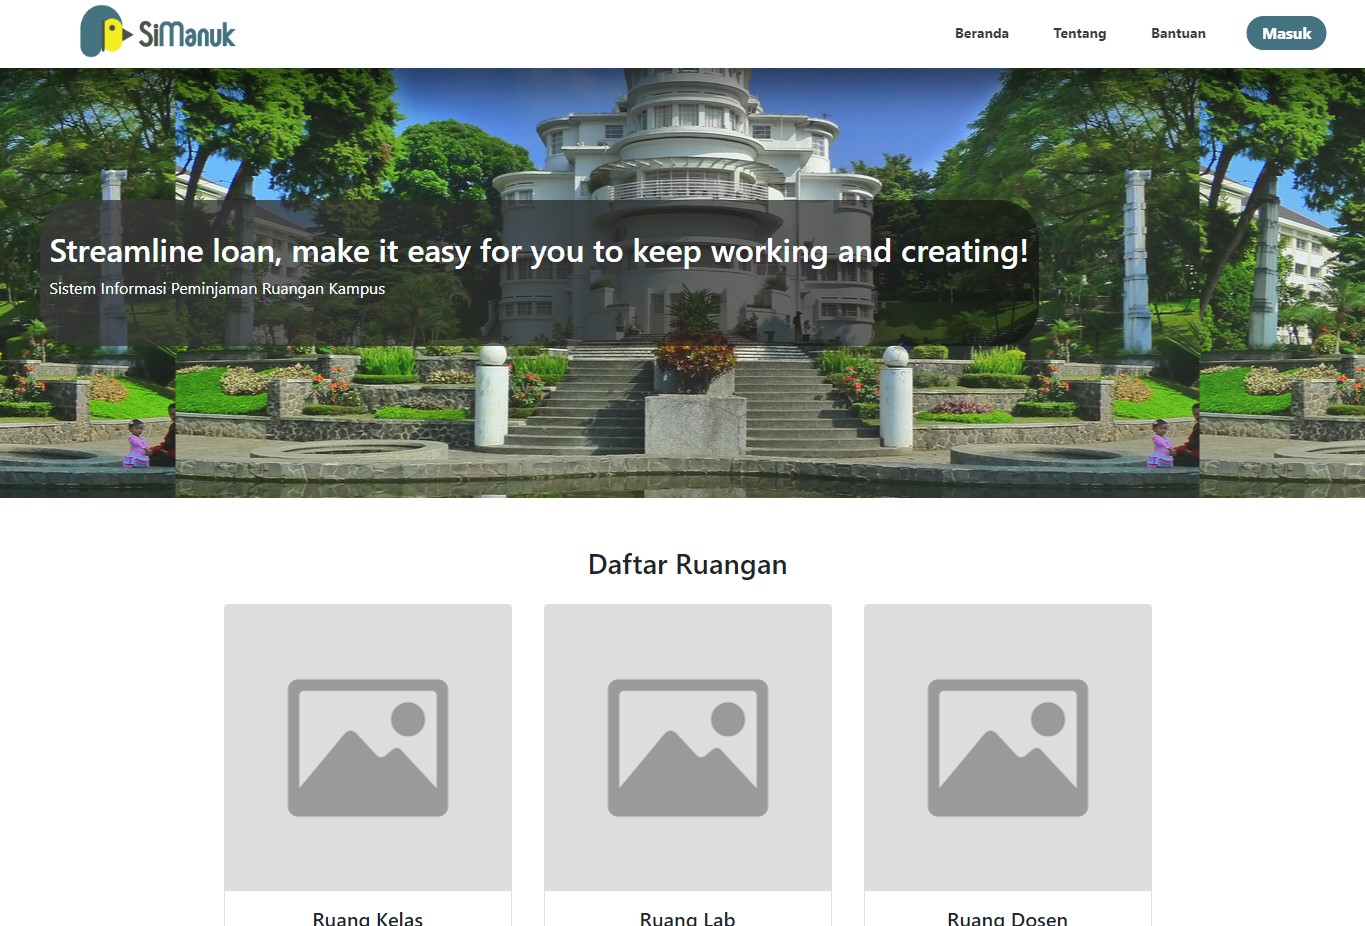 SiManuk
Beranda
Tentang
Bantuan
Masuk
Streamline loan, make it easy for you to keep working and creating!
Sistem Informasi Peminjaman Ruangan Kampus
Daftar Ruangan
Ruang Kelas
Ruang Lab
Ruang Dosen